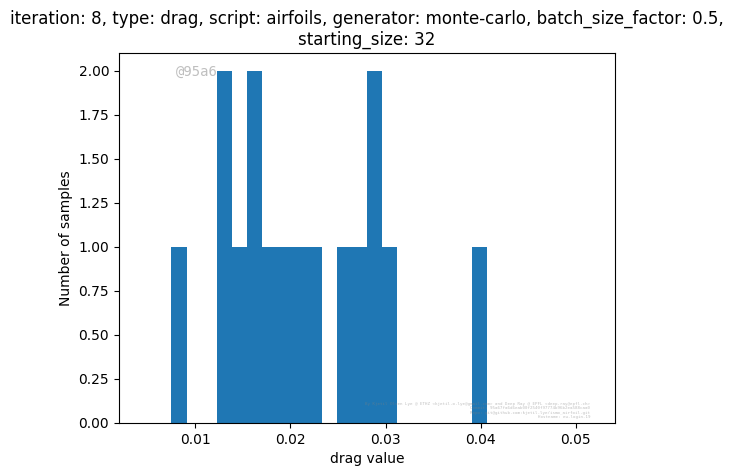 iteration: 8, type: drag, script: airfoils, generator: monte-carlo, batch_size_factor: 0.5,
starting_size: 32
@95a6
2.00
1.75
1.50
1.25
1.00
0.75
0.50
0.25
0.00
Number of samples
0.01 0.02 0.03 0.04 0.05
drag value